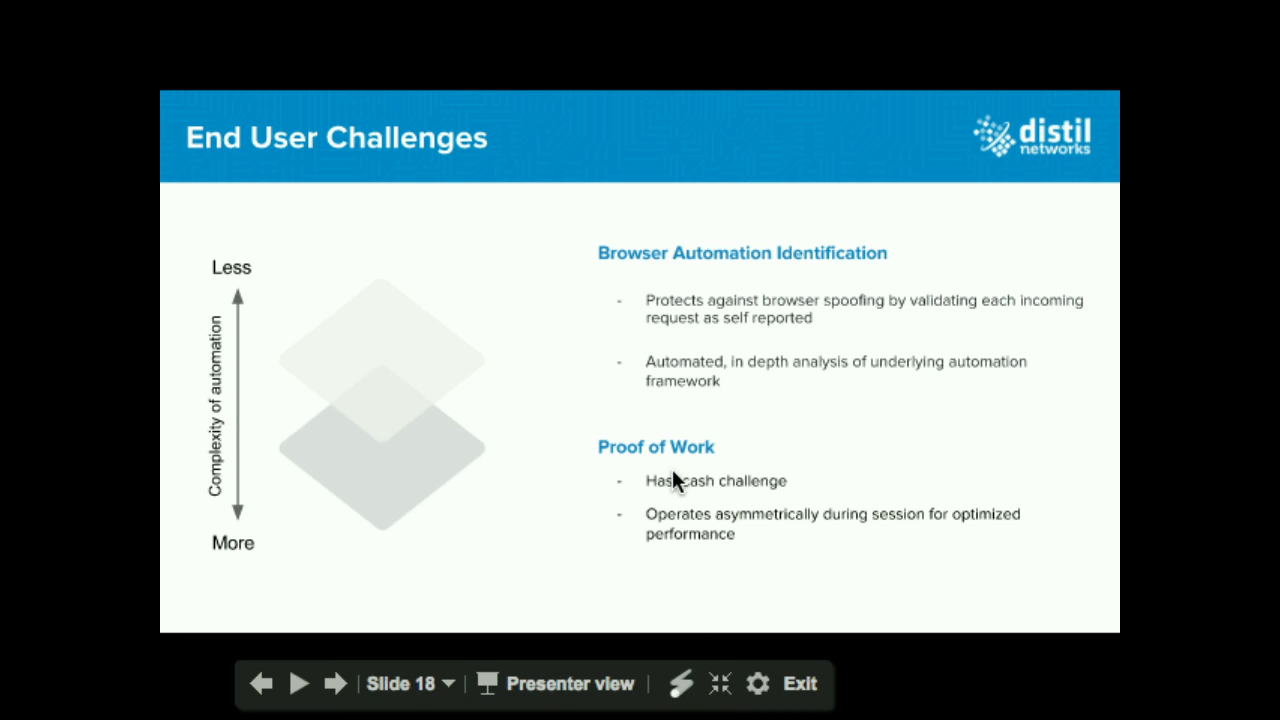 End User Challenges
distil
networks
Less
Complexity of automation
More
Browser Automation Identification
- Protects against browser spoofing by validating each incoming
request as self reported
- Automated, in depth analysis of underlying automation
framework
Proof of Work
- Hashcash challenge
- Operates asymmetrically during session for optimized
performance
Slide 18
Presenter view
Exit